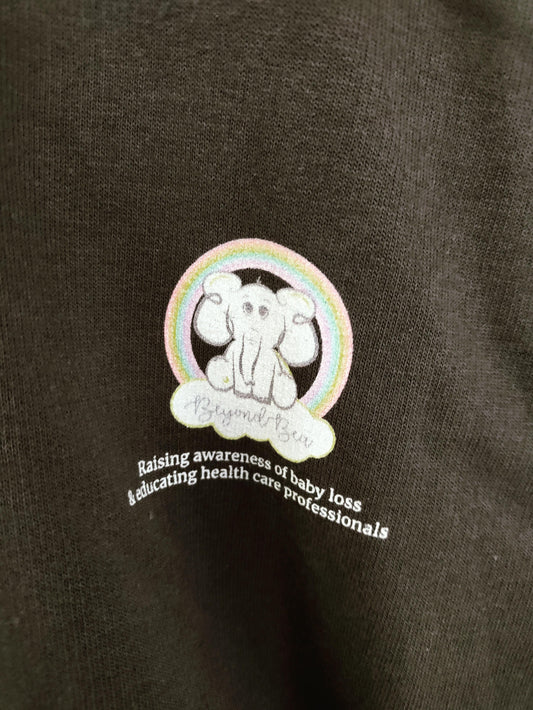 Beyond Bea
Raising awareness of baby loss
& educating health care professionals